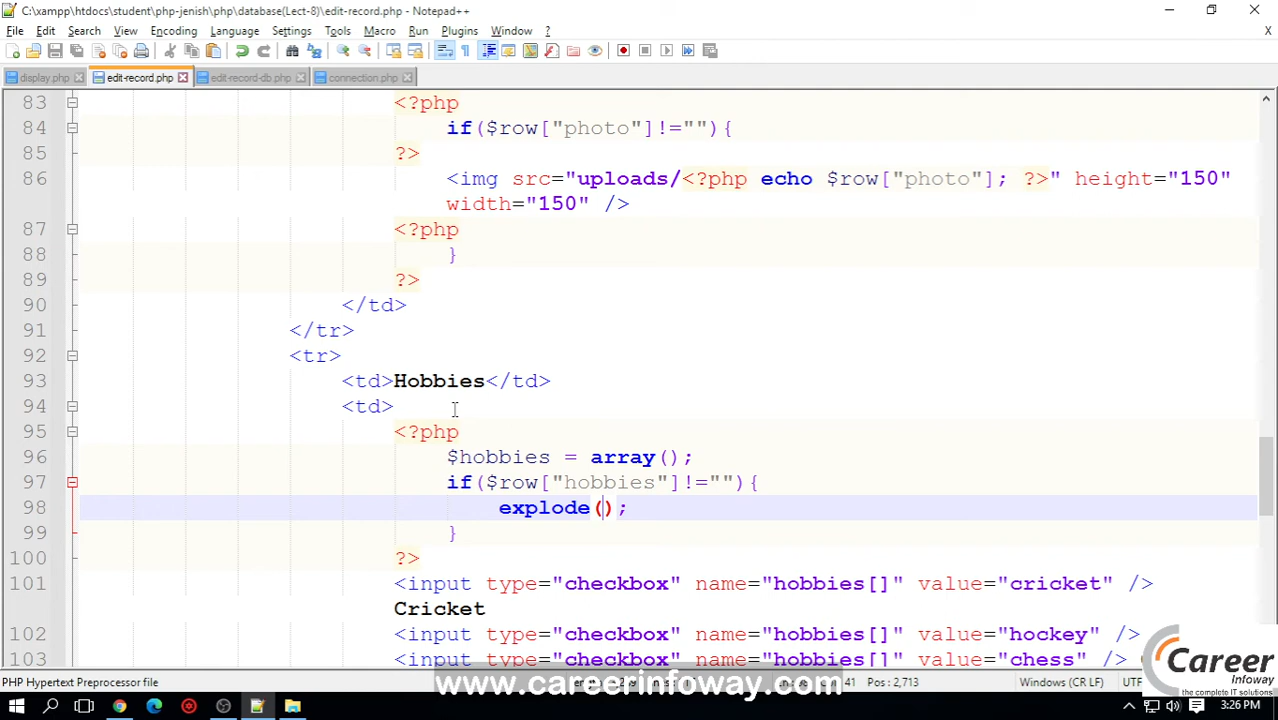 C:\xampp\htdocs\student\php-jenish\php\database(Lect-8)\edit-record.php - Notepad++
File Edit Search View Encoding Language Settings Tools Macro Run Plugins Window ? X
display.php edit-record.php edit-record-db.php connection.php
83 <?php
84 if($row["photo"]!=""){
85 ?>
86 <img src="uploads/<?php echo $row["photo"]; ?>" height="150"
width="150" />
87 <?php
88 }
89 ?>
90 </td>
91 </tr>
92 <tr>
93 <td>Hobbies</td>
94 <td>
95 <?php
96 $hobbies = array();
97 if($row["hobbies"]!=""){
98 explode();
99 }
100 ?>
101 <input type="checkbox" name="hobbies[]" value="cricket" />
Cricket
102 <input type="checkbox" name="hobbies[]" value="hockey" />
103 <input type="checkbox" name="hobbies[]" value="chess" />
Career
Infoway
(the complete IT solutions)
PHP Hypertext Preprocessor file 41 Pos : 2,713 Windows (CR LF) UTF
www.careerinfoway.com
3:26 PM